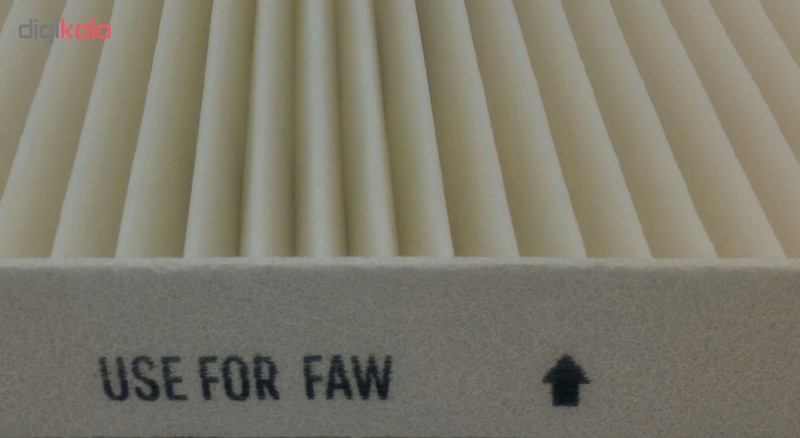 digikala
USE FOR FAW